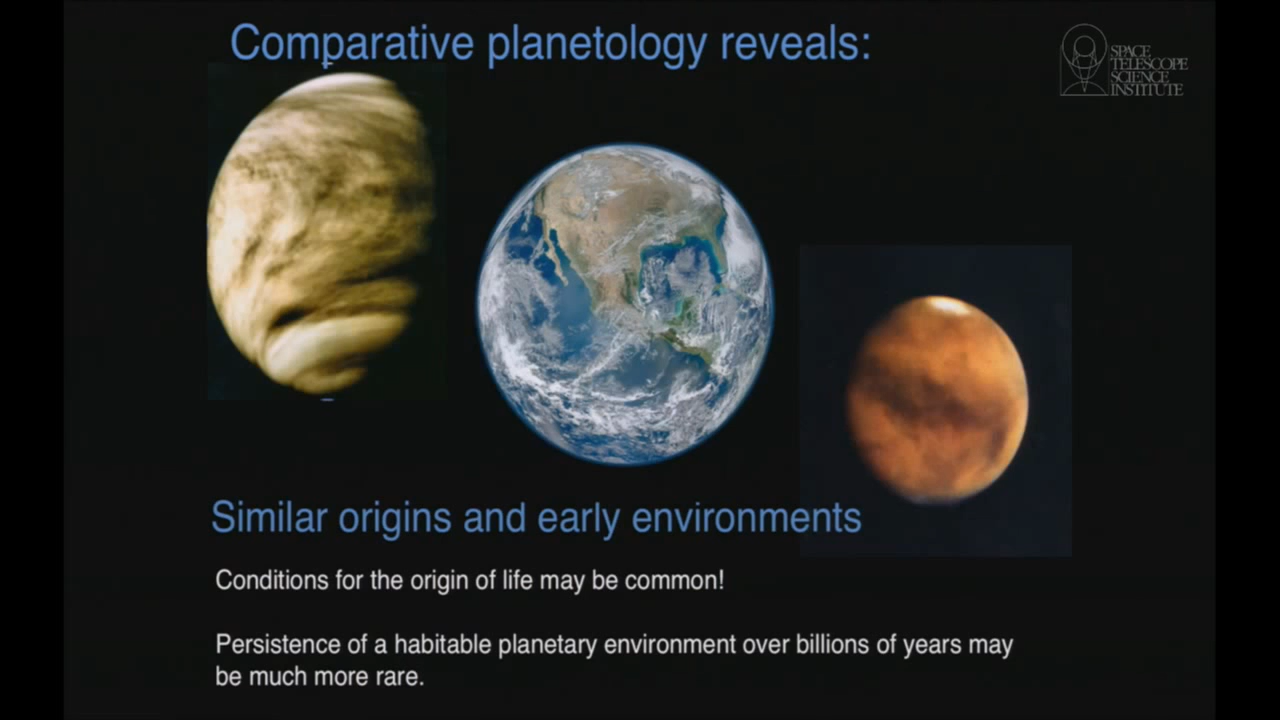 Comparative planetology reveals:
SPACE
TELESCOPE
SCIENCE
INSTITUTE
Similar origins and early environments
Conditions for the origin of life may be common!
Persistence of a habitable planetary environment over billions of years may
be much more rare.